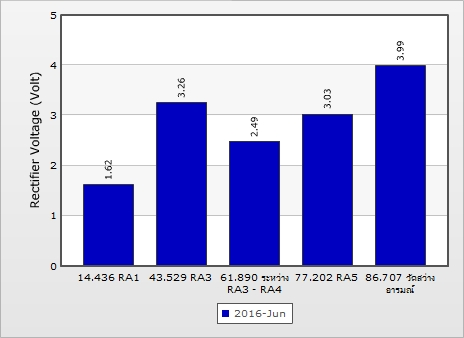 5
4
3
2
1
0
Rectifier Voltage (Volt)
1.62
3.26
2.49
3.03
3.99
14.436 RA1
43.529 RA3
61.890 ระหว่าง
RA3 - RA4
77.202 RA5
86.707 วัดสว่าง
อารมณ์
2016-Jun